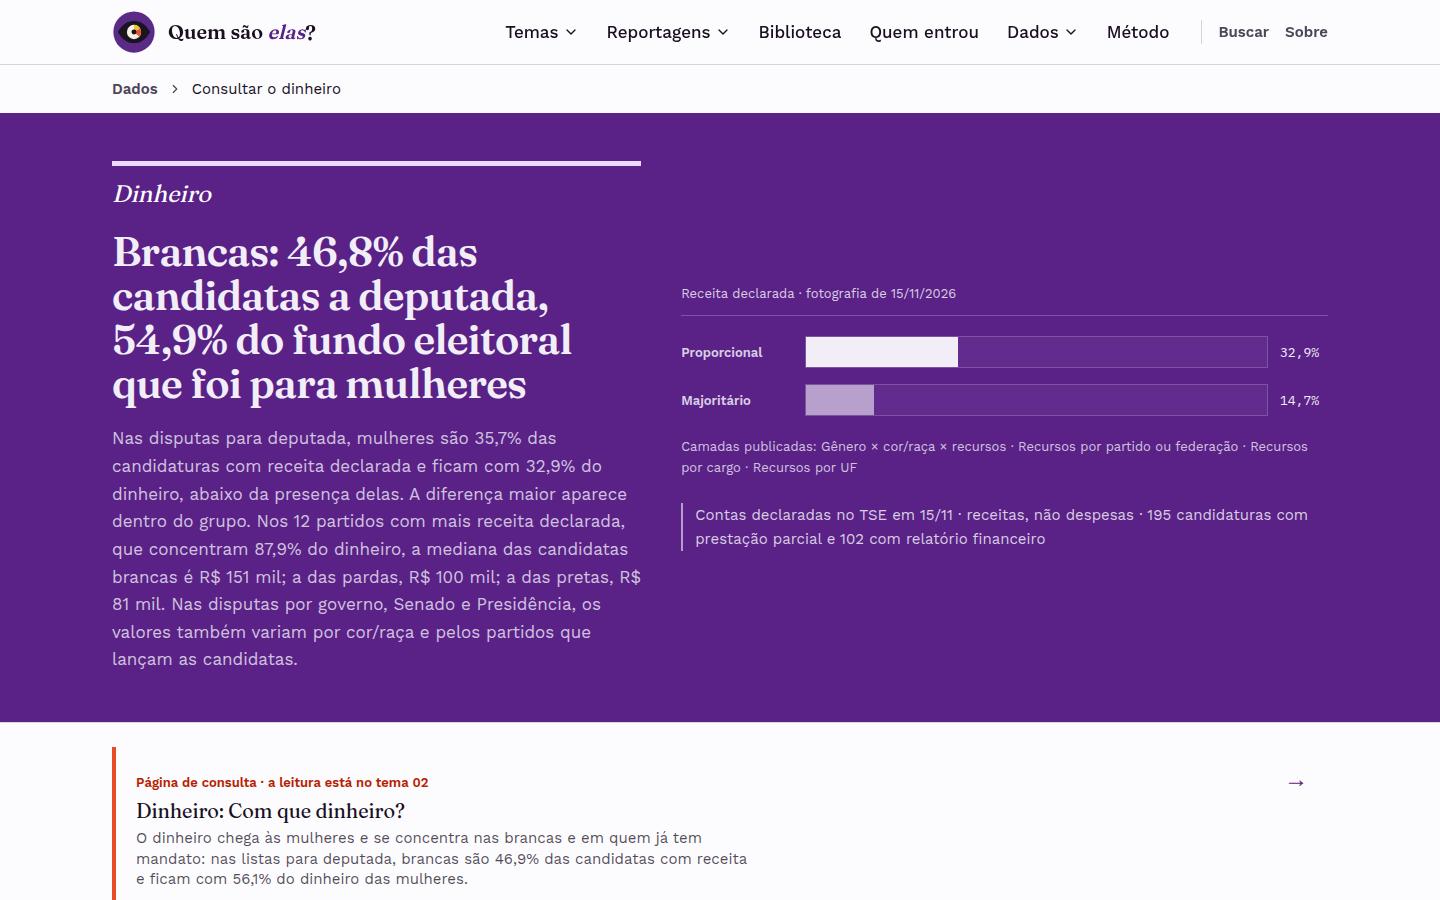 Quem são elas?
Temas
Reportagens
Biblioteca
Quem entrou
Dados
Método
Buscar
Sobre
Dados > Consultar o dinheiro
Dinheiro
Brancas: 46,8% das
candidatas a deputada,
54,9% do fundo eleitoral
que foi para mulheres
Nas disputas para deputada, mulheres são 35,7% das
candidaturas com receita declarada e ficam com 32,9% do
dinheiro, abaixo da presença delas. A diferença maior aparece
dentro do grupo. Nos 12 partidos com mais receita declarada,
que concentram 87,9% do dinheiro, a mediana das candidatas
brancas é R$ 151 mil; a das pardas, R$ 100 mil; a das pretas, R$
81 mil. Nas disputas por governo, Senado e Presidência, os
valores também variam por cor/raça e pelos partidos que
lançam as candidatas.
Receita declarada · fotografia de 15/11/2026
Proporcional 32,9%
Majoritário 14,7%
Camadas publicadas: Gênero × cor/raça × recursos · Recursos por partido ou federação · Recursos
por cargo · Recursos por UF
Contas declaradas no TSE em 15/11 · receitas, não despesas · 195 candidaturas com
prestação parcial e 102 com relatório financeiro
Página de consulta · a leitura está no tema 02 →
Dinheiro: Com que dinheiro?
O dinheiro chega às mulheres e se concentra nas brancas e em quem já tem
mandato: nas listas para deputada, brancas são 46,9% das candidatas com receita
e ficam com 56,1% do dinheiro das mulheres.